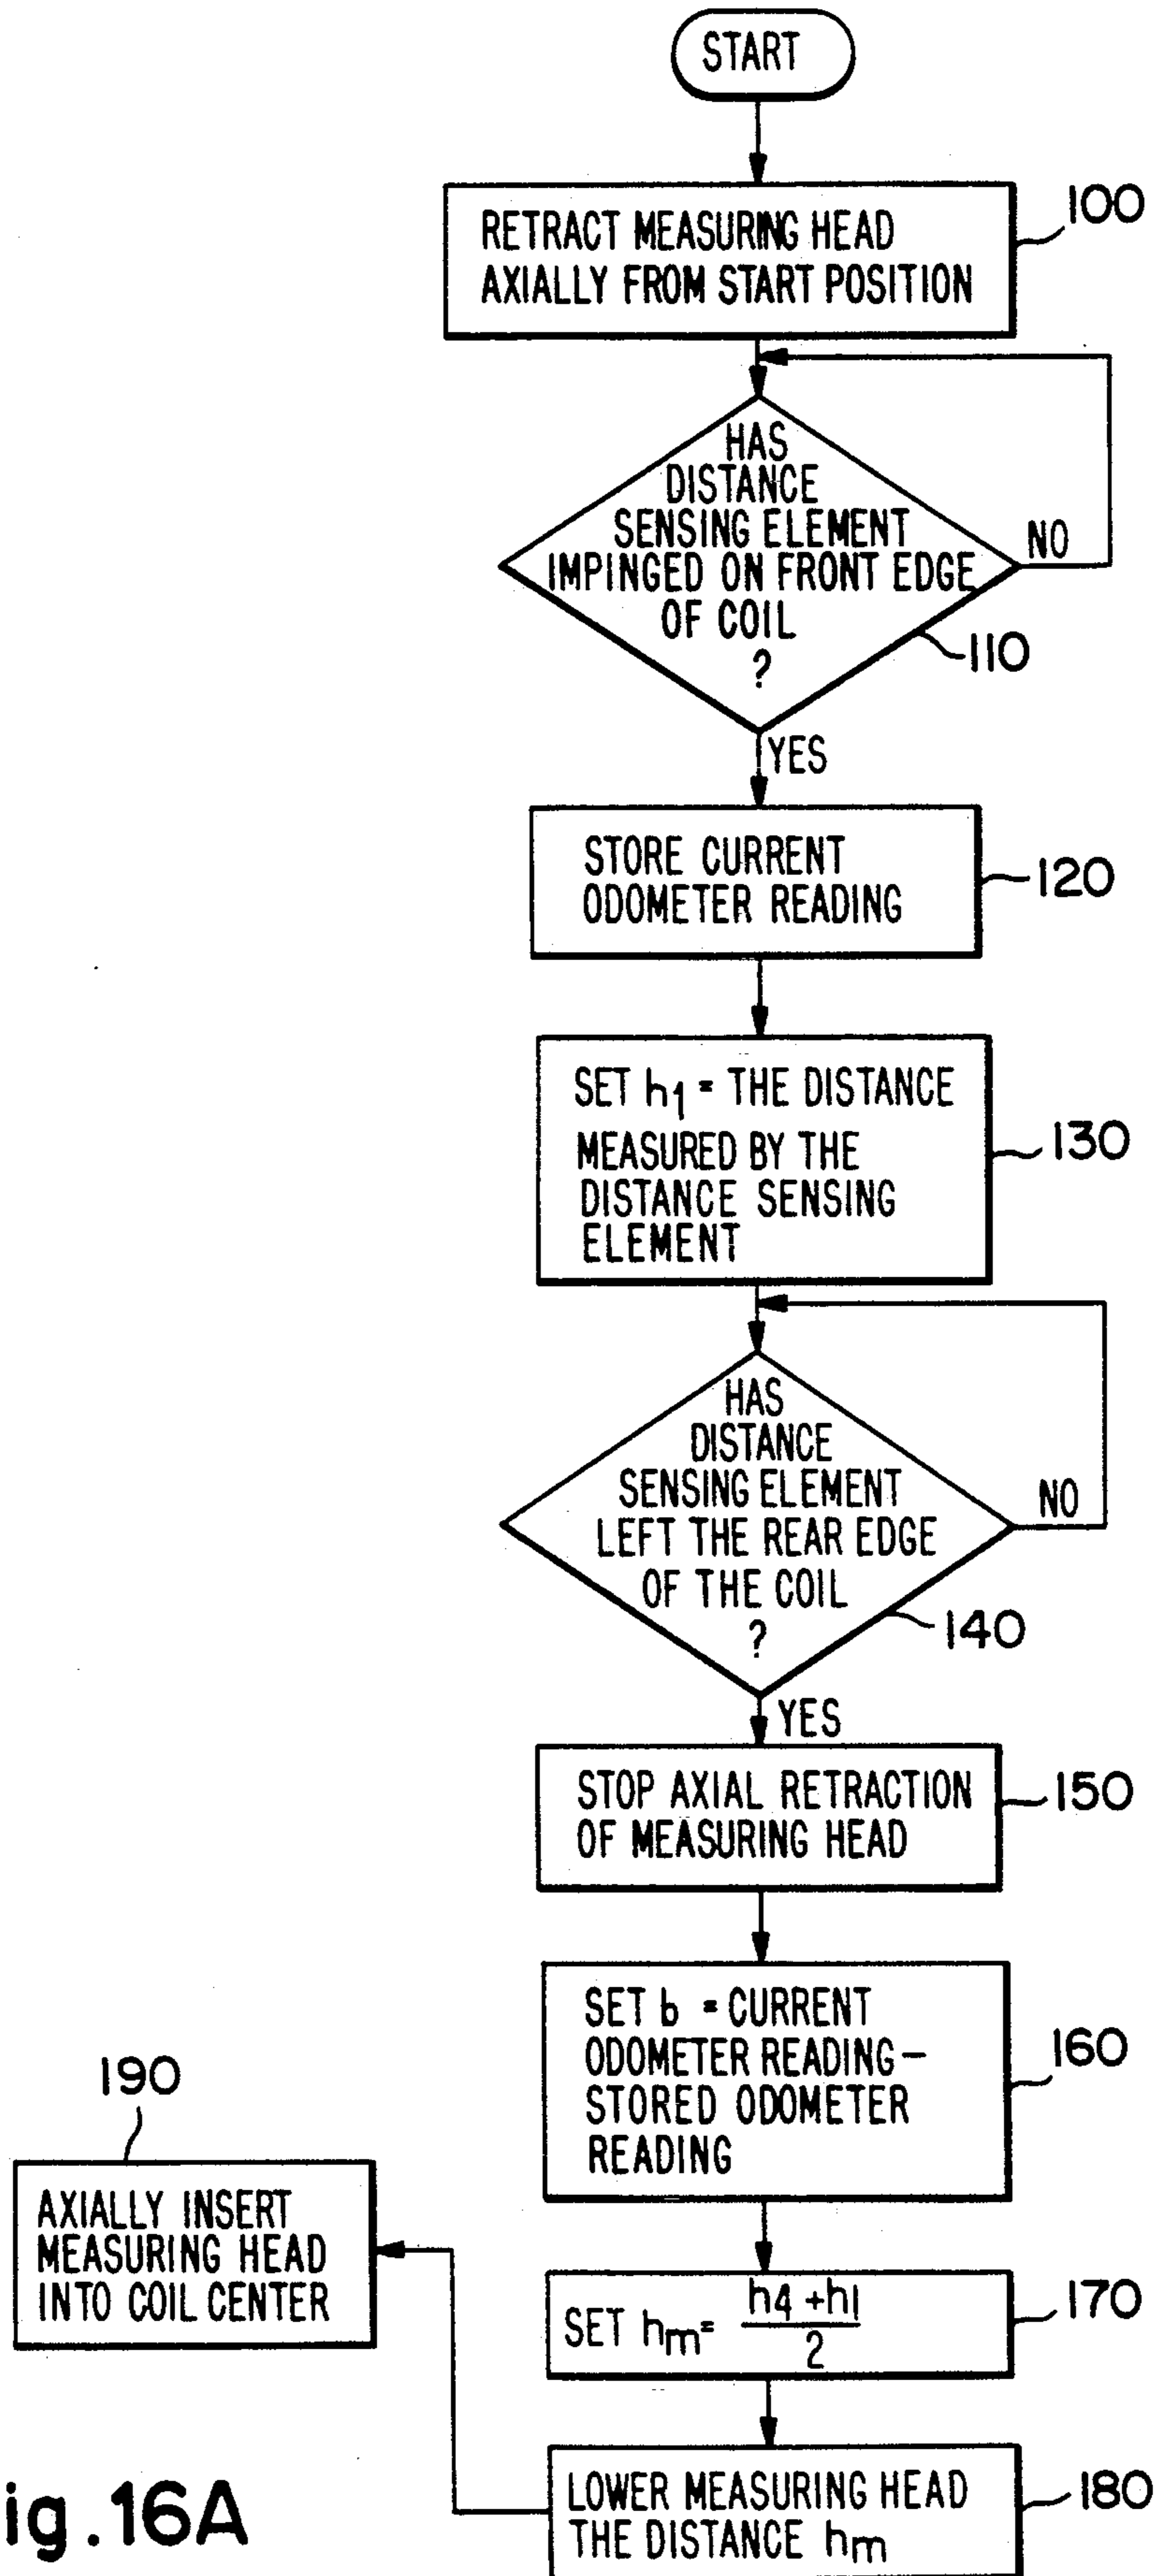 START
RETRACT MEASURING HEAD
AXIALLY FROM START POSITION
100
HAS
DISTANCE
SENSING ELEMENT
IMPINGED ON FRONT EDGE
OF COIL
?
NO
110
YES
STORE CURRENT
ODOMETER READING
120
SET h1 = THE DISTANCE
MEASURED BY THE
DISTANCE SENSING
ELEMENT
130
HAS
DISTANCE
SENSING ELEMENT
LEFT THE REAR EDGE
OF THE COIL
?
NO
140
YES
STOP AXIAL RETRACTION
OF MEASURING HEAD
150
SET b = CURRENT
ODOMETER READING –
STORED ODOMETER
READING
160
SET hm = h4 + h1
2
170
LOWER MEASURING HEAD
THE DISTANCE hm
180
190
AXIALLY INSERT
MEASURING HEAD
INTO COIL CENTER
ig. 16A